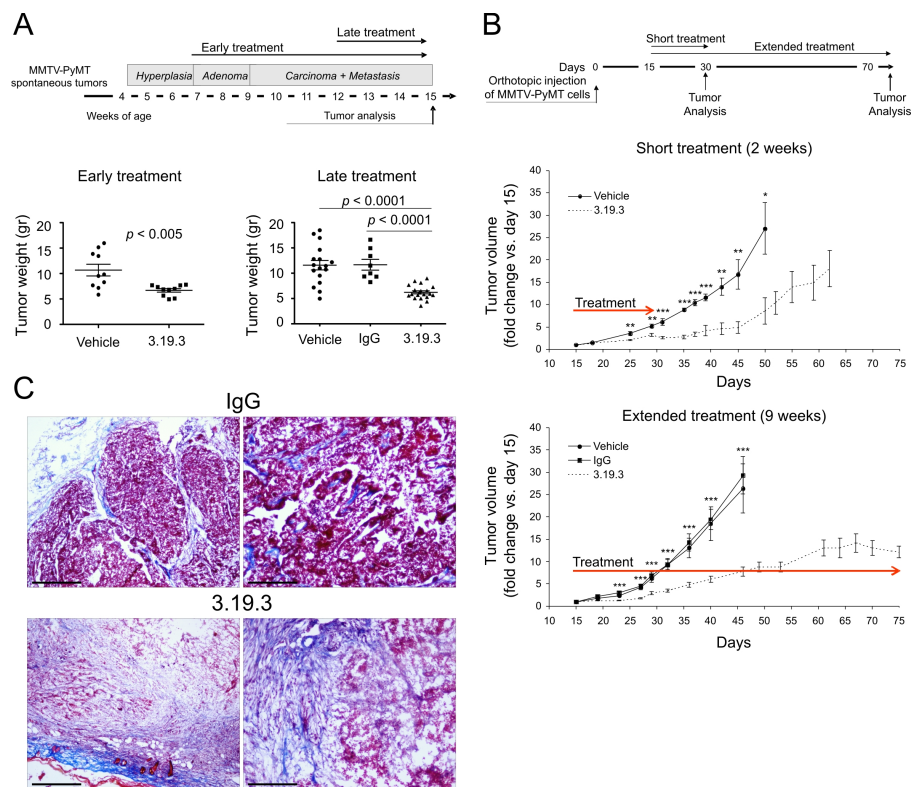 A
Late treatment
Early treatment
MMTV-PyMT
spontaneous tumors
Hyperplasia Adenoma Carcinoma + Metastasis
4 5 6 7 8 9 10 11 12 13 14 15
Weeks of age
Tumor analysis
Early treatment
Tumor weight (gr)
20
15
10
5
0
p < 0.005
Vehicle 3.19.3
Late treatment
p < 0.0001
p < 0.0001
Tumor weight (gr)
20
15
10
5
0
Vehicle IgG 3.19.3
B
Short treatment
Extended treatment
Days 0 15 30 70
Orthotopic injection
of MMTV-PyMT cells
Tumor
Analysis
Tumor
Analysis
Short treatment (2 weeks)
Tumor volume
(fold change vs. day 15)
40
35
30
25
20
15
10
5
0
Vehicle
3.19.3
Treatment
** ** *** *** *** *** ** ** *
10 15 20 25 30 35 40 45 50 55 60 65 70 75
Days
Extended treatment (9 weeks)
Tumor volume
(fold change vs. day 15)
40
35
30
25
20
15
10
5
0
Vehicle
IgG
3.19.3
Treatment
*** *** *** *** *** *** ***
10 15 20 25 30 35 40 45 50 55 60 65 70 75
Days
C
IgG
3.19.3